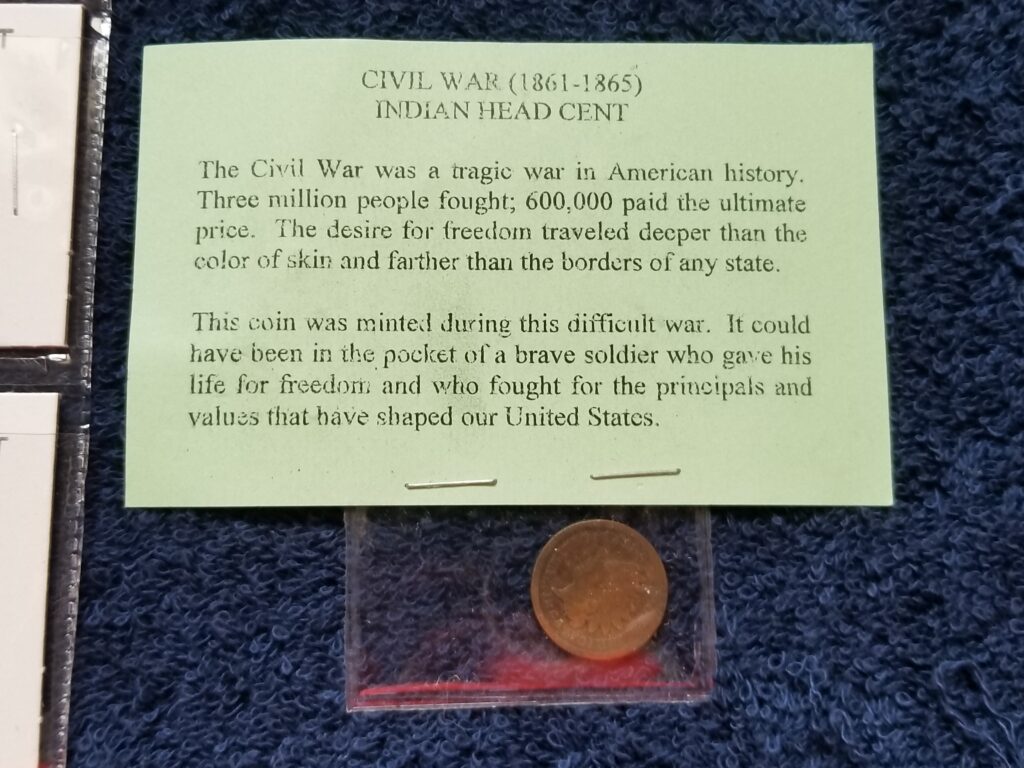 CIVIL WAR (1861-1865)
INDIAN HEAD CENT
The Civil War was a tragic war in American history.
Three million people fought; 600,000 paid the ultimate
price. The desire for freedom traveled deeper than the
color of skin and farther than the borders of any state.
This coin was minted during this difficult war. It could
have been in the pocket of a brave soldier who gave his
life for freedom and who fought for the principals and
values that have shaped our United States.
T
T